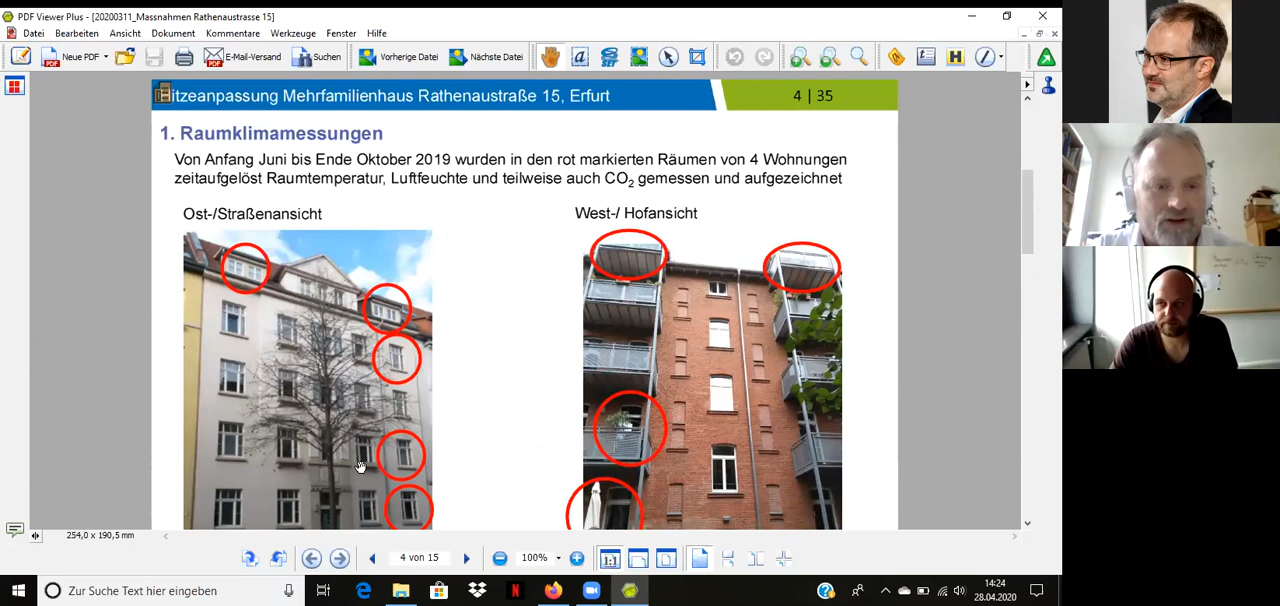 PDF Viewer Plus - [20200311_Massnahmen Rathenaustrasse 15]
Datei Bearbeiten Ansicht Dokument Kommentare Werkzeuge Fenster Hilfe
Neue PDF E-Mail-Versand Suchen Vorherige Datei Nächste Datei
itzeanpassung Mehrfamilienhaus Rathenaustraße 15, Erfurt 4 | 35
1. Raumklimamessungen
Von Anfang Juni bis Ende Oktober 2019 wurden in den rot markierten Räumen von 4 Wohnungen
zeitaufgelöst Raumtemperatur, Luftfeuchte und teilweise auch CO₂ gemessen und aufgezeichnet
Ost-/Straßenansicht West-/ Hofansicht
254,0 x 190,5 mm
4 von 15 100% 1:1
Zur Suche Text hier eingeben 14:24
28.04.2020